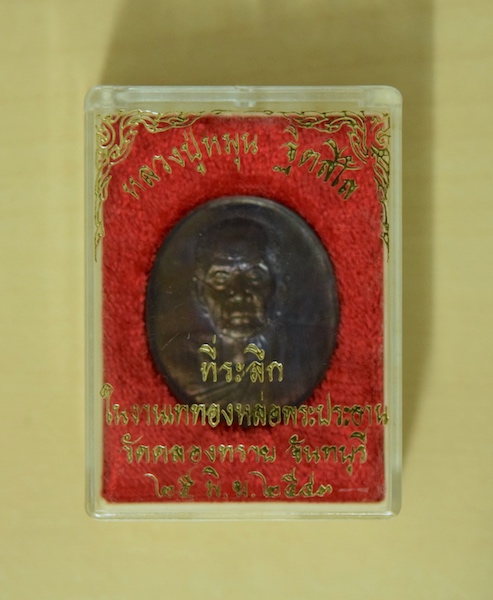 หลวงปู่หมุน ฐิตสีโล
ที่ระลึก
ในงานเททองหล่อพระประธาน
วัดคลองทราย จันทบุรี
๒๕ พ.ย. ๒๕๔๓